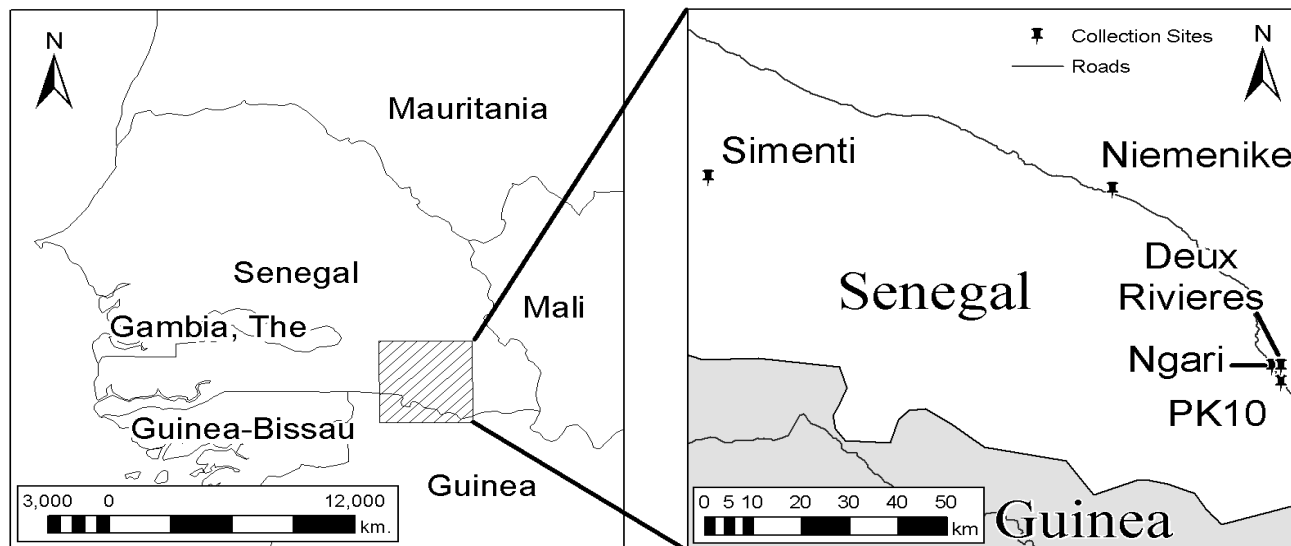 N
Mauritania
Senegal
Mali
Gambia, The
Guinea-Bissau
Guinea
3,000 0 12,000
km.
Collection Sites
Roads
N
Simenti
Niemenike
Deux
Rivieres
Senegal
Ngari
PK10
0 5 10 20 30 40 50
km
Guinea